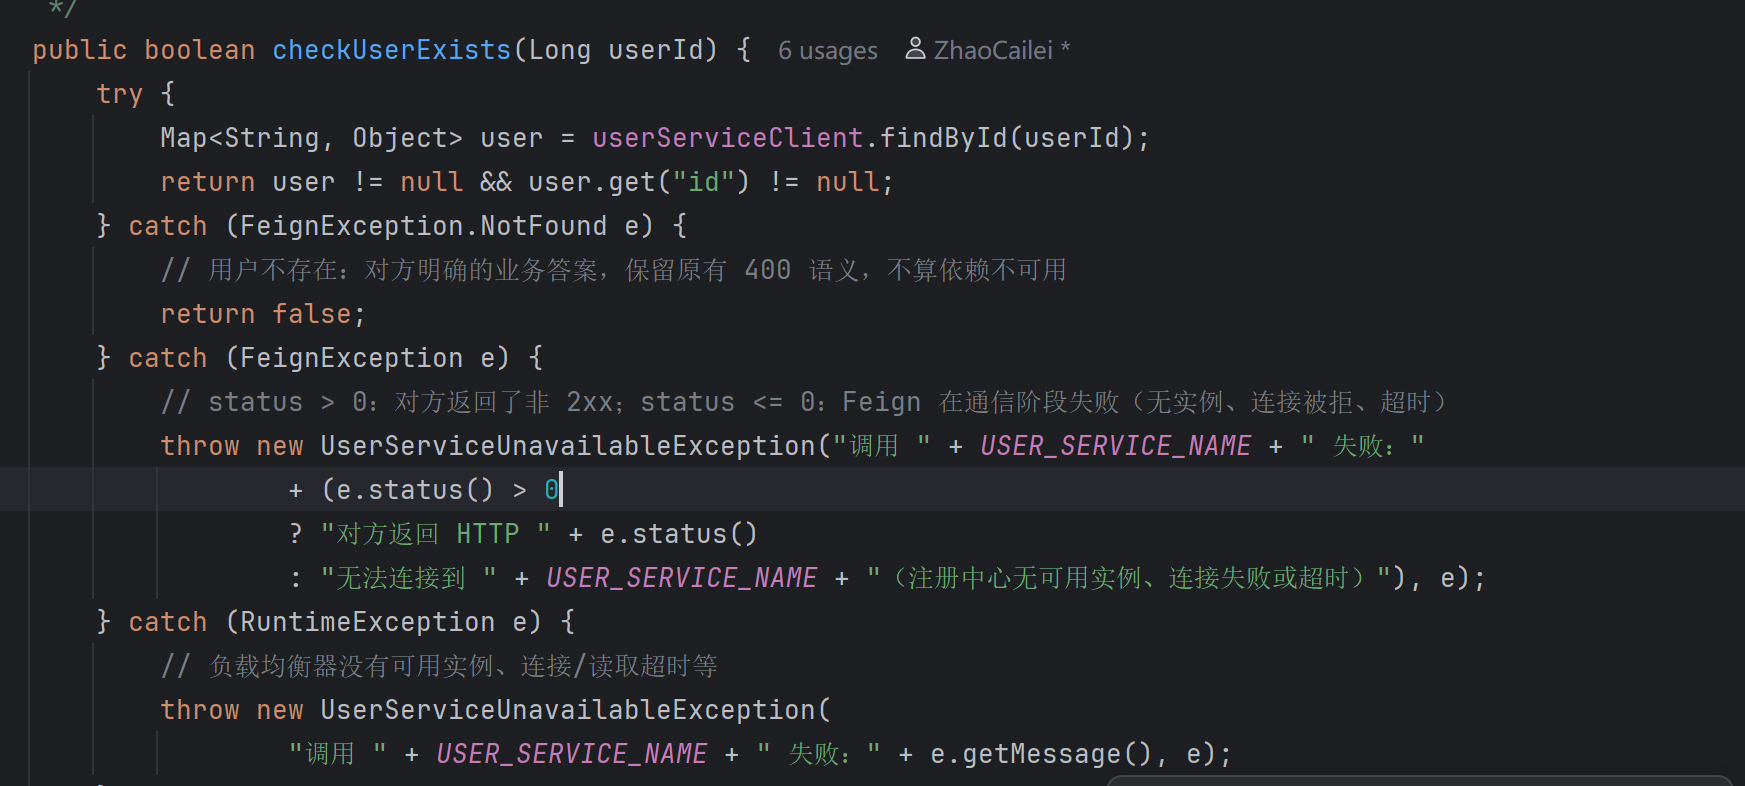 */
public boolean checkUserExists(Long userId) { 6 usages ZhaoCailei *
try {
Map<String, Object> user = userServiceClient.findById(userId);
return user != null && user.get("id") != null;
} catch (FeignException.NotFound e) {
// 用户不存在：对方明确的业务答案，保留原有 400 语义，不算依赖不可用
return false;
} catch (FeignException e) {
// status > 0：对方返回了非 2xx；status <= 0：Feign 在通信阶段失败（无实例、连接被拒、超时）
throw new UserServiceUnavailableException("调用 " + USER_SERVICE_NAME + " 失败："
+ (e.status() > 0
? "对方返回 HTTP " + e.status()
: "无法连接到 " + USER_SERVICE_NAME + "（注册中心无可用实例、连接失败或超时）"), e);
} catch (RuntimeException e) {
// 负载均衡器没有可用实例、连接/读取超时等
throw new UserServiceUnavailableException(
"调用 " + USER_SERVICE_NAME + " 失败：" + e.getMessage(), e);